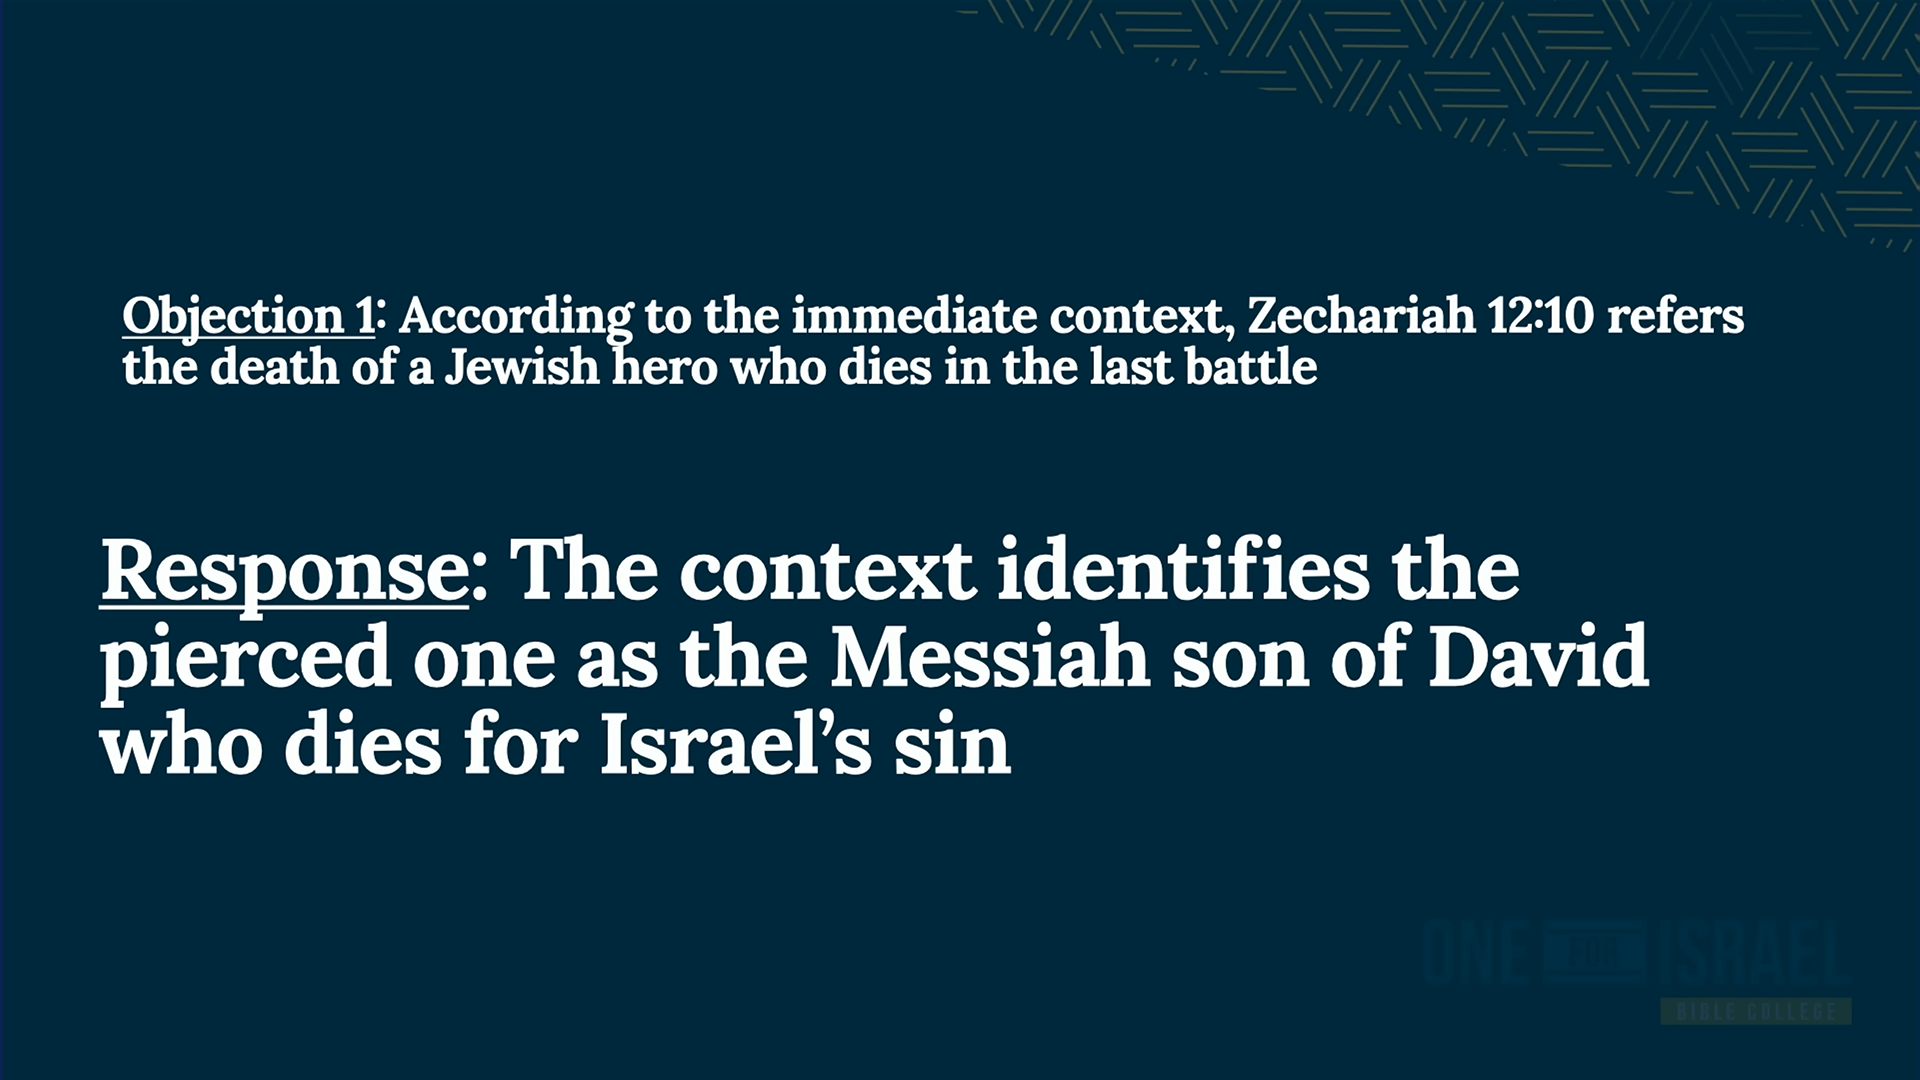 Objection 1: According to the immediate context, Zechariah 12:10 refers
the death of a Jewish hero who dies in the last battle
Response: The context identifies the
pierced one as the Messiah son of David
who dies for Israel’s sin
ONE FOR ISRAEL
BIBLE COLLEGE